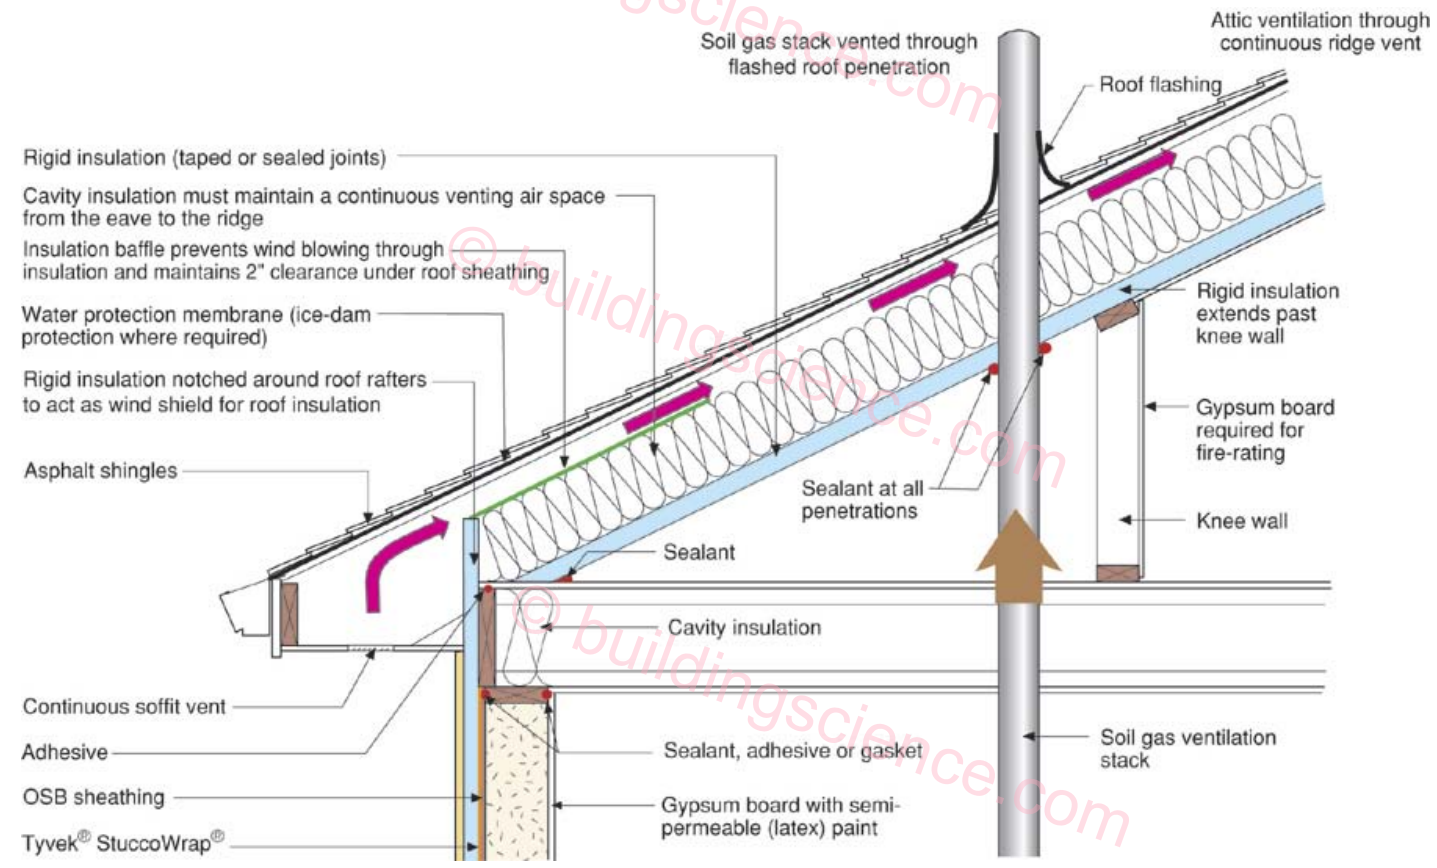 Attic ventilation through
continuous ridge vent
Soil gas stack vented through
flashed roof penetration
Roof flashing
Rigid insulation (taped or sealed joints)
Cavity insulation must maintain a continuous venting air space
from the eave to the ridge
Insulation baffle prevents wind blowing through
insulation and maintains 2" clearance under roof sheathing
Water protection membrane (ice-dam
protection where required)
Rigid insulation notched around roof rafters
to act as wind shield for roof insulation
Asphalt shingles
Rigid insulation
extends past
knee wall
Gypsum board
required for
fire-rating
Sealant at all
penetrations
Knee wall
Sealant
Cavity insulation
Continuous soffit vent
Adhesive
Sealant, adhesive or gasket
Soil gas ventilation
stack
OSB sheathing
Gypsum board with semi-
permeable (latex) paint
Tyvek® StuccoWrap®
gscience.com
© buildingscience.com
© buildingscience.com